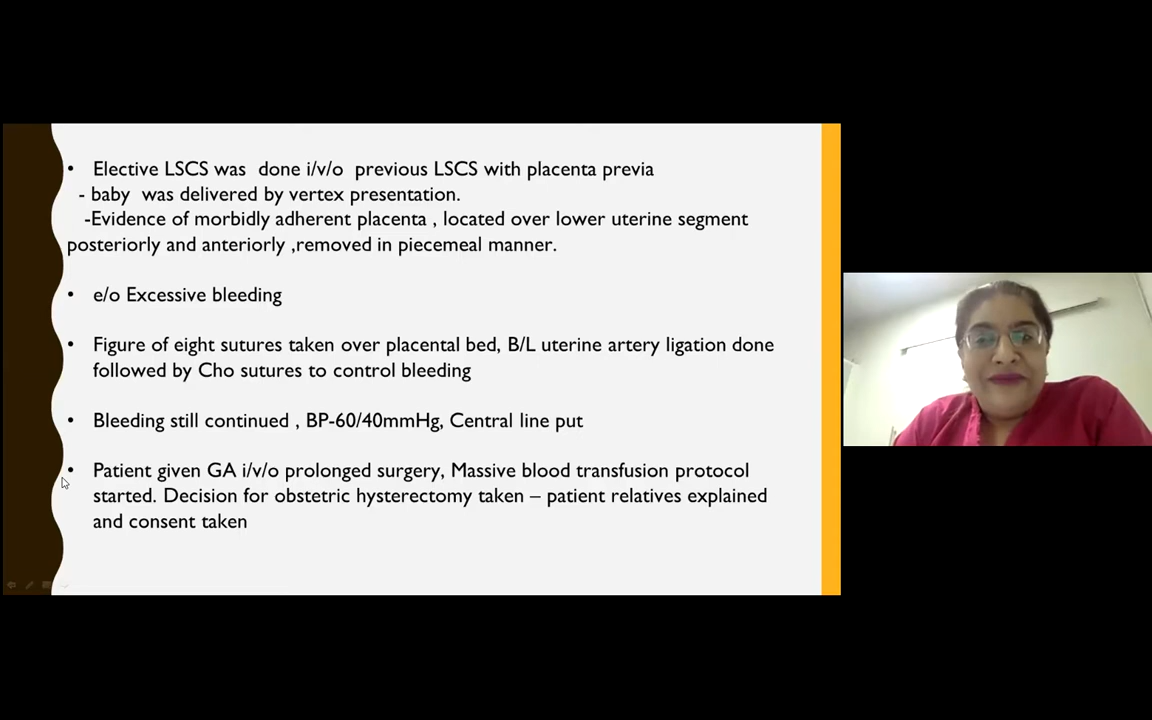 • Elective LSCS was done i/v/o previous LSCS with placenta previa
- baby was delivered by vertex presentation.
-Evidence of morbidly adherent placenta , located over lower uterine segment
posteriorly and anteriorly ,removed in piecemeal manner.
• e/o Excessive bleeding
• Figure of eight sutures taken over placental bed, B/L uterine artery ligation done
followed by Cho sutures to control bleeding
• Bleeding still continued , BP-60/40mmHg, Central line put
• Patient given GA i/v/o prolonged surgery, Massive blood transfusion protocol
started. Decision for obstetric hysterectomy taken – patient relatives explained
and consent taken